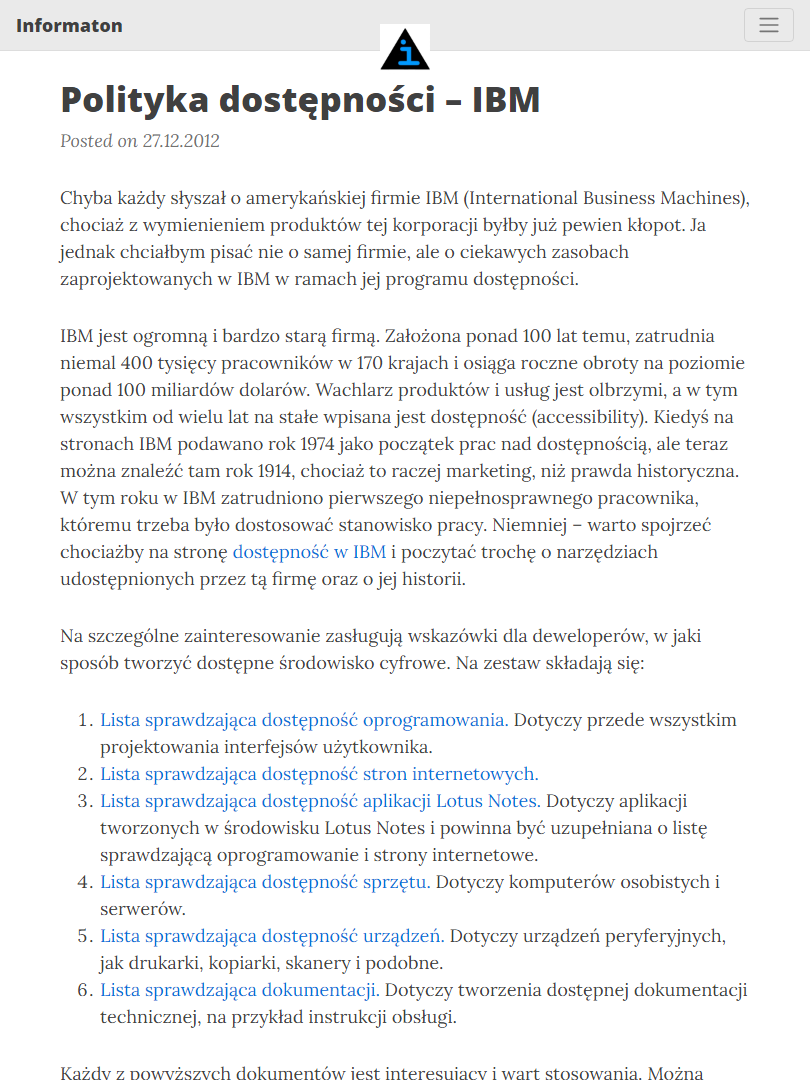 Informaton
i
Polityka dostępności – IBM
Posted on 27.12.2012
Chyba każdy słyszał o amerykańskiej firmie IBM (International Business Machines),
chociaż z wymienieniem produktów tej korporacji byłby już pewien kłopot. Ja
jednak chciałbym pisać nie o samej firmie, ale o ciekawych zasobach
zaprojektowanych w IBM w ramach jej programu dostępności.
IBM jest ogromną i bardzo starą firmą. Założona ponad 100 lat temu, zatrudnia
niemal 400 tysięcy pracowników w 170 krajach i osiąga roczne obroty na poziomie
ponad 100 miliardów dolarów. Wachlarz produktów i usług jest olbrzymi, a w tym
wszystkim od wielu lat na stałe wpisana jest dostępność (accessibility). Kiedyś na
stronach IBM podawano rok 1974 jako początek prac nad dostępnością, ale teraz
można znaleźć tam rok 1914, chociaż to raczej marketing, niż prawda historyczna.
W tym roku w IBM zatrudniono pierwszego niepełnosprawnego pracownika,
któremu trzeba było dostosować stanowisko pracy. Niemniej – warto spojrzeć
chociażby na stronę dostępność w IBM i poczytać trochę o narzędziach
udostępnionych przez tą firmę oraz o jej historii.
Na szczególne zainteresowanie zasługują wskazówki dla deweloperów, w jaki
sposób tworzyć dostępne środowisko cyfrowe. Na zestaw składają się:
1. Lista sprawdzająca dostępność oprogramowania. Dotyczy przede wszystkim
projektowania interfejsów użytkownika.
2. Lista sprawdzająca dostępność stron internetowych.
3. Lista sprawdzająca dostępność aplikacji Lotus Notes. Dotyczy aplikacji
tworzonych w środowisku Lotus Notes i powinna być uzupełniana o listę
sprawdzającą oprogramowanie i strony internetowe.
4. Lista sprawdzająca dostępność sprzętu. Dotyczy komputerów osobistych i
serwerów.
5. Lista sprawdzająca dostępność urządzeń. Dotyczy urządzeń peryferyjnych,
jak drukarki, kopiarki, skanery i podobne.
6. Lista sprawdzająca dokumentacji. Dotyczy tworzenia dostępnej dokumentacji
technicznej, na przykład instrukcji obsługi.
Każdy z powyższych dokumentów jest interesujący i wart stosowania. Można